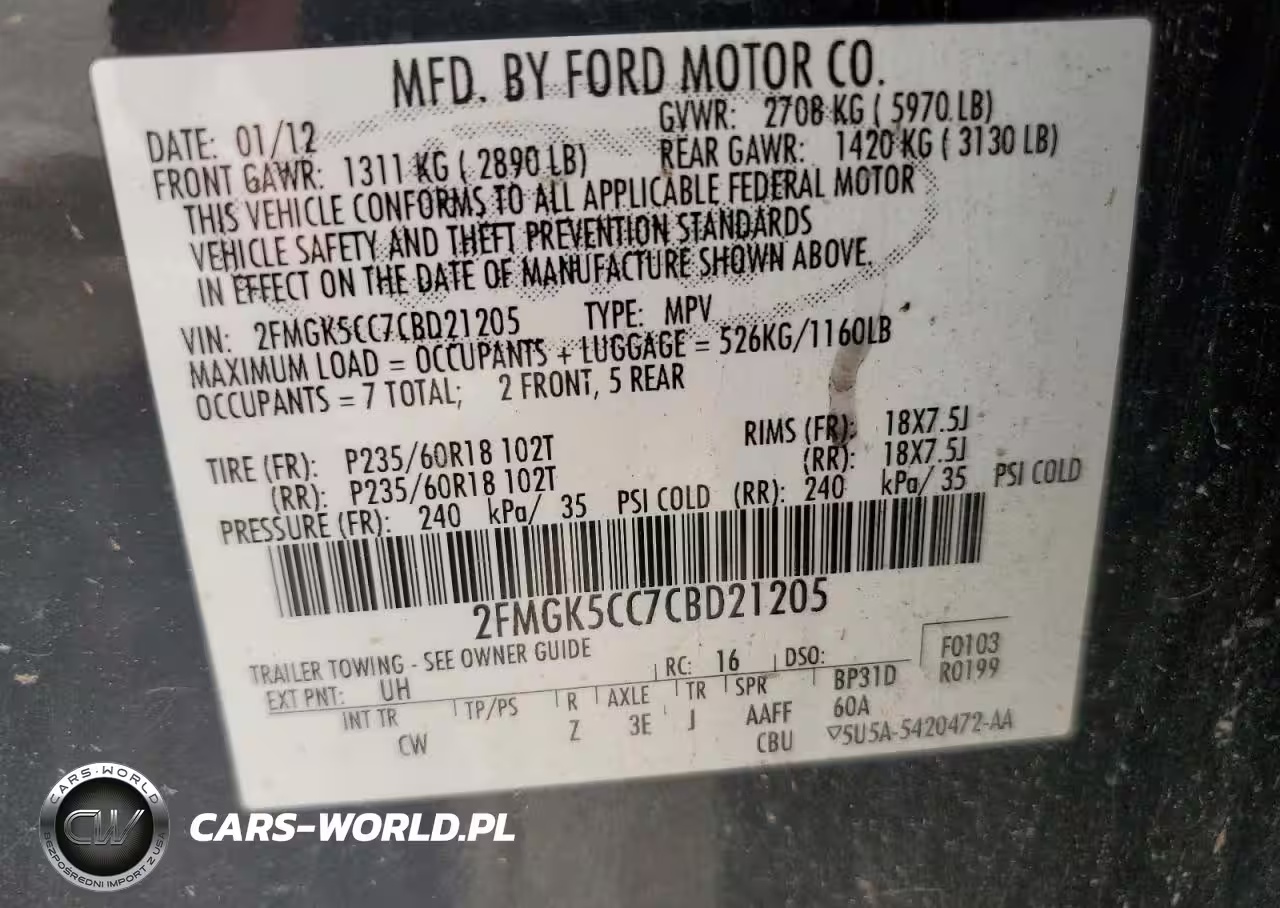 MFD. BY FORD MOTOR CO.
DATE: 01/12 GVWR: 2708 KG ( 5970 LB)
FRONT GAWR: 1311 KG ( 2890 LB) REAR GAWR: 1420 KG ( 3130 LB)
THIS VEHICLE CONFORMS TO ALL APPLICABLE FEDERAL MOTOR
VEHICLE SAFETY AND THEFT PREVENTION STANDARDS
IN EFFECT ON THE DATE OF MANUFACTURE SHOWN ABOVE.
VIN: 2FMGK5CC7CBD21205 TYPE: MPV
MAXIMUM LOAD = OCCUPANTS + LUGGAGE = 526KG/1160LB
OCCUPANTS = 7 TOTAL; 2 FRONT, 5 REAR
TIRE (FR): P235/60R18 102T RIMS (FR): 18X7.5J
(RR): P235/60R18 102T (RR): 18X7.5J
PRESSURE (FR): 240 kPa/ 35 PSI COLD (RR): 240 kPa/ 35 PSI COLD
2FMGK5CC7CBD21205
TRAILER TOWING - SEE OWNER GUIDE
EXT PNT: UH RC: 16 DSO: F0103
R0199
INT TR TP/PS R AXLE TR SPR BP31D
CW Z 3E J AAFF 60A
CBU ▽5U5A-5420472-AA
CARS-WORLD
CW
BEZPOŚREDNI IMPORT Z USA
CARS-WORLD.PL